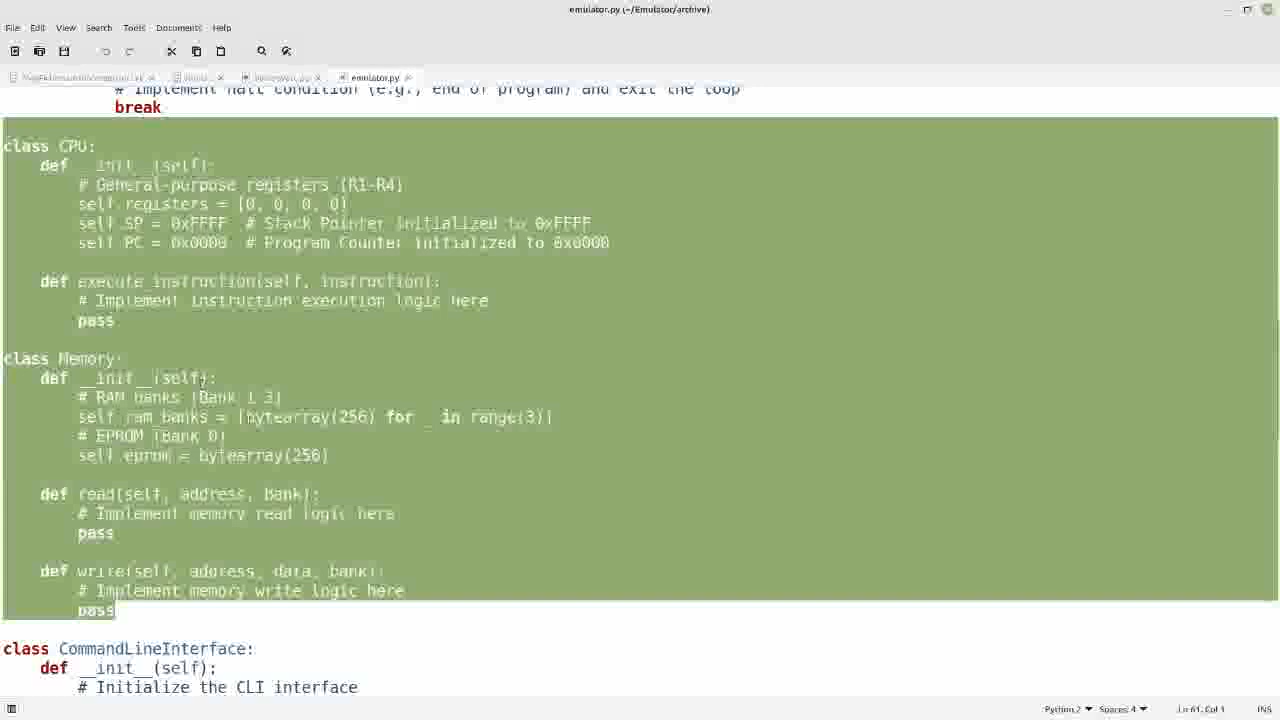 emulator.py (~/Emulator/archive)
File Edit View Search Tools Documents Help
emulator.py
# Implement halt condition (e.g., end of program) and exit the loop
break
class CPU:
def __init__(self):
# General-purpose registers (R1-R4)
self.registers = [0, 0, 0, 0]
self.SP = 0xFFFF # Stack Pointer initialized to 0xFFFF
self.PC = 0x0000 # Program Counter initialized to 0x0000
def execute_instruction(self, instruction):
# Implement instruction execution logic here
pass
class Memory:
def __init__(self):
# RAM banks (Bank 1-3)
self.ram_banks = [bytearray(256) for _ in range(3)]
# EPROM (Bank 0)
self.eprom = bytearray(256)
def read(self, address, bank):
# Implement memory read logic here
pass
def write(self, address, data, bank):
# Implement memory write logic here
pass
class CommandLineInterface:
def __init__(self):
# Initialize the CLI interface
Python 2 Spaces: 4 Ln 61, Col 1 INS